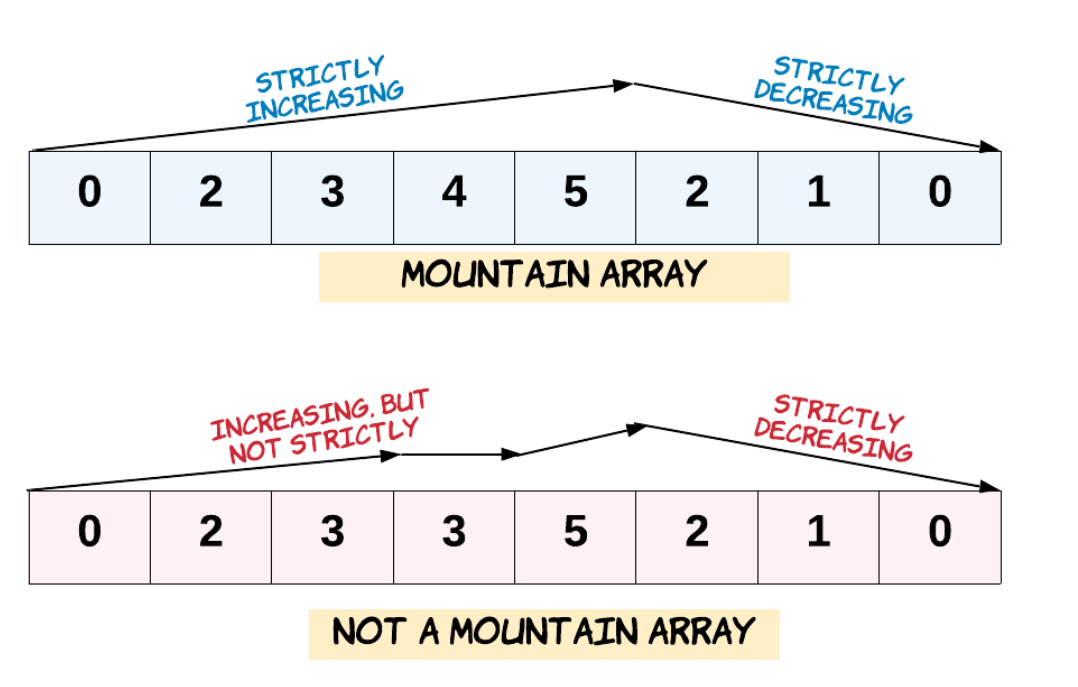 STRICTLY
INCREASING
STRICTLY
DECREASING
0 2 3 4 5 2 1 0
MOUNTAIN ARRAY
INCREASING, BUT
NOT STRICTLY
STRICTLY
DECREASING
0 2 3 3 5 2 1 0
NOT A MOUNTAIN ARRAY